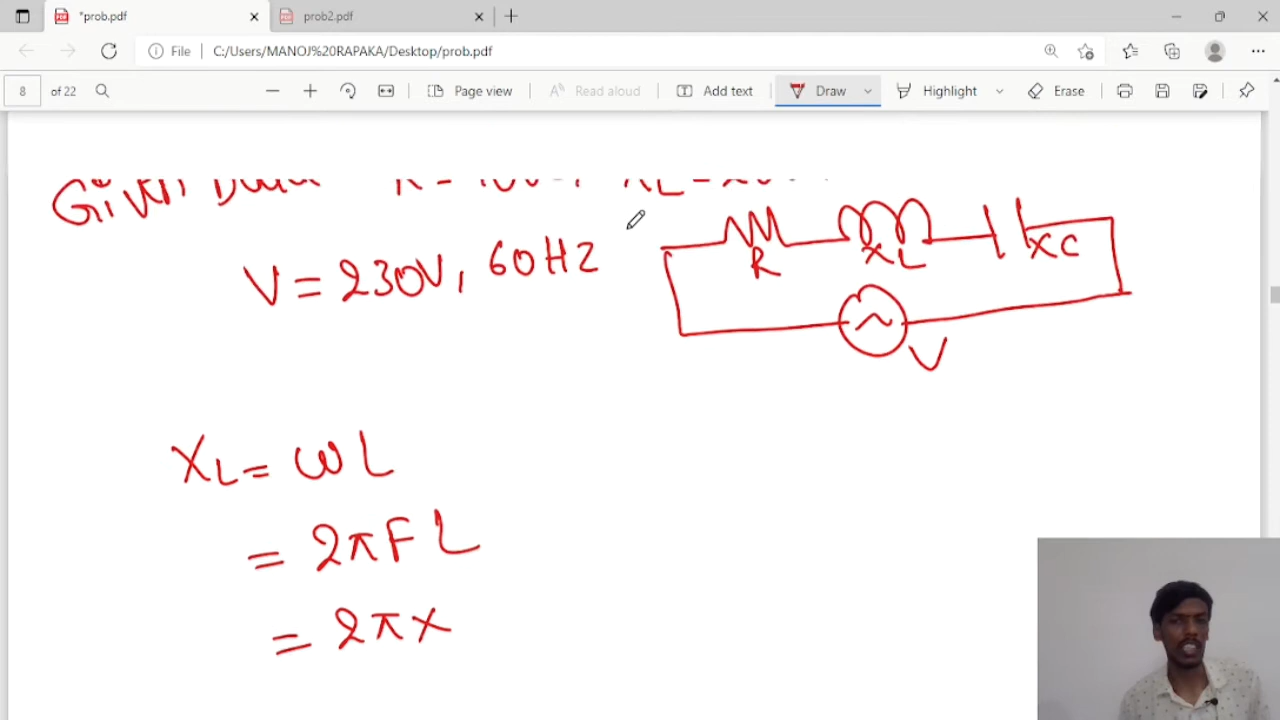 *prob.pdf
prob2.pdf
File
C:/Users/MANOJ%20RAPAKA/Desktop/prob.pdf
8 of 22
Page view
Read aloud
Add text
Draw
Highlight
Erase
Given
V = 230V, 60HZ
R
XL
XC
V
XL = ωL
= 2πFL
= 2π×